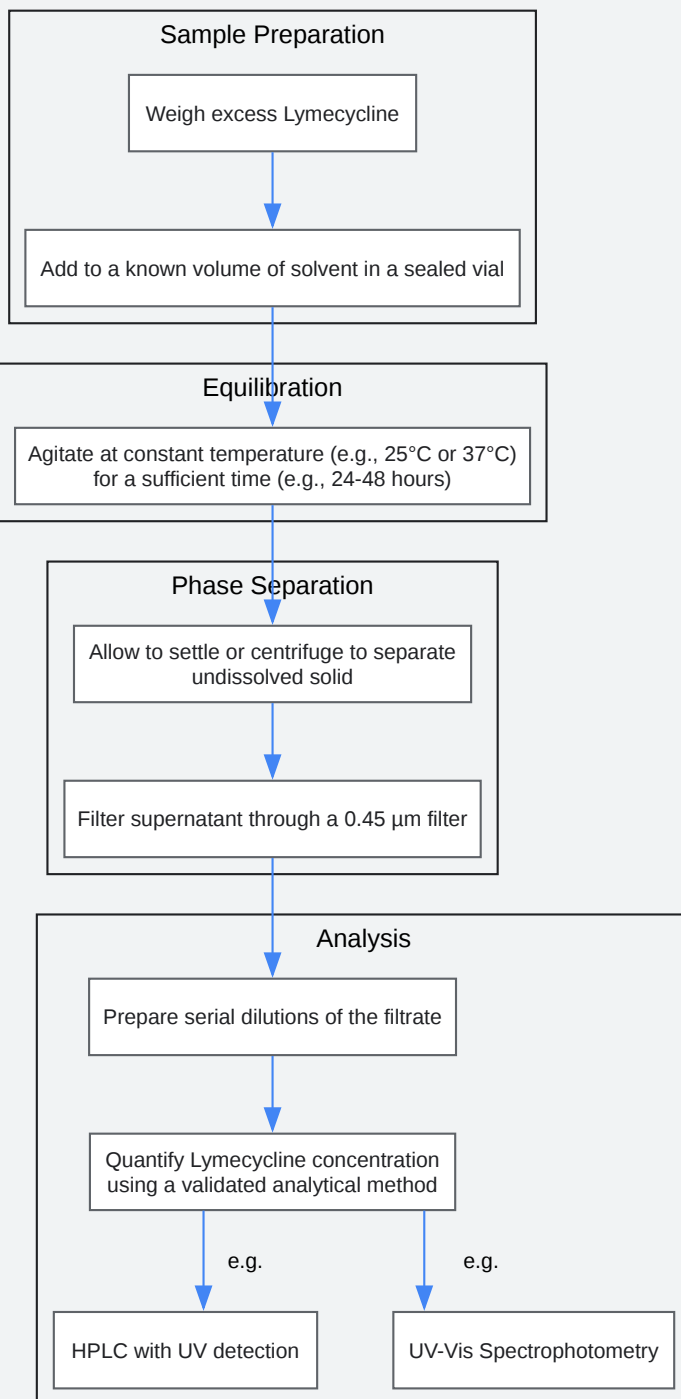 Sample Preparation
Weigh excess Lymecycline
Add to a known volume of solvent in a sealed vial
Equilibration
Agitate at constant temperature (e.g., 25°C or 37°C)
for a sufficient time (e.g., 24-48 hours)
Phase Separation
Allow to settle or centrifuge to separate
undissolved solid
Filter supernatant through a 0.45 µm filter
Analysis
Prepare serial dilutions of the filtrate
Quantify Lymecycline concentration
using a validated analytical method
e.g.
e.g.
HPLC with UV detection
UV-Vis Spectrophotometry